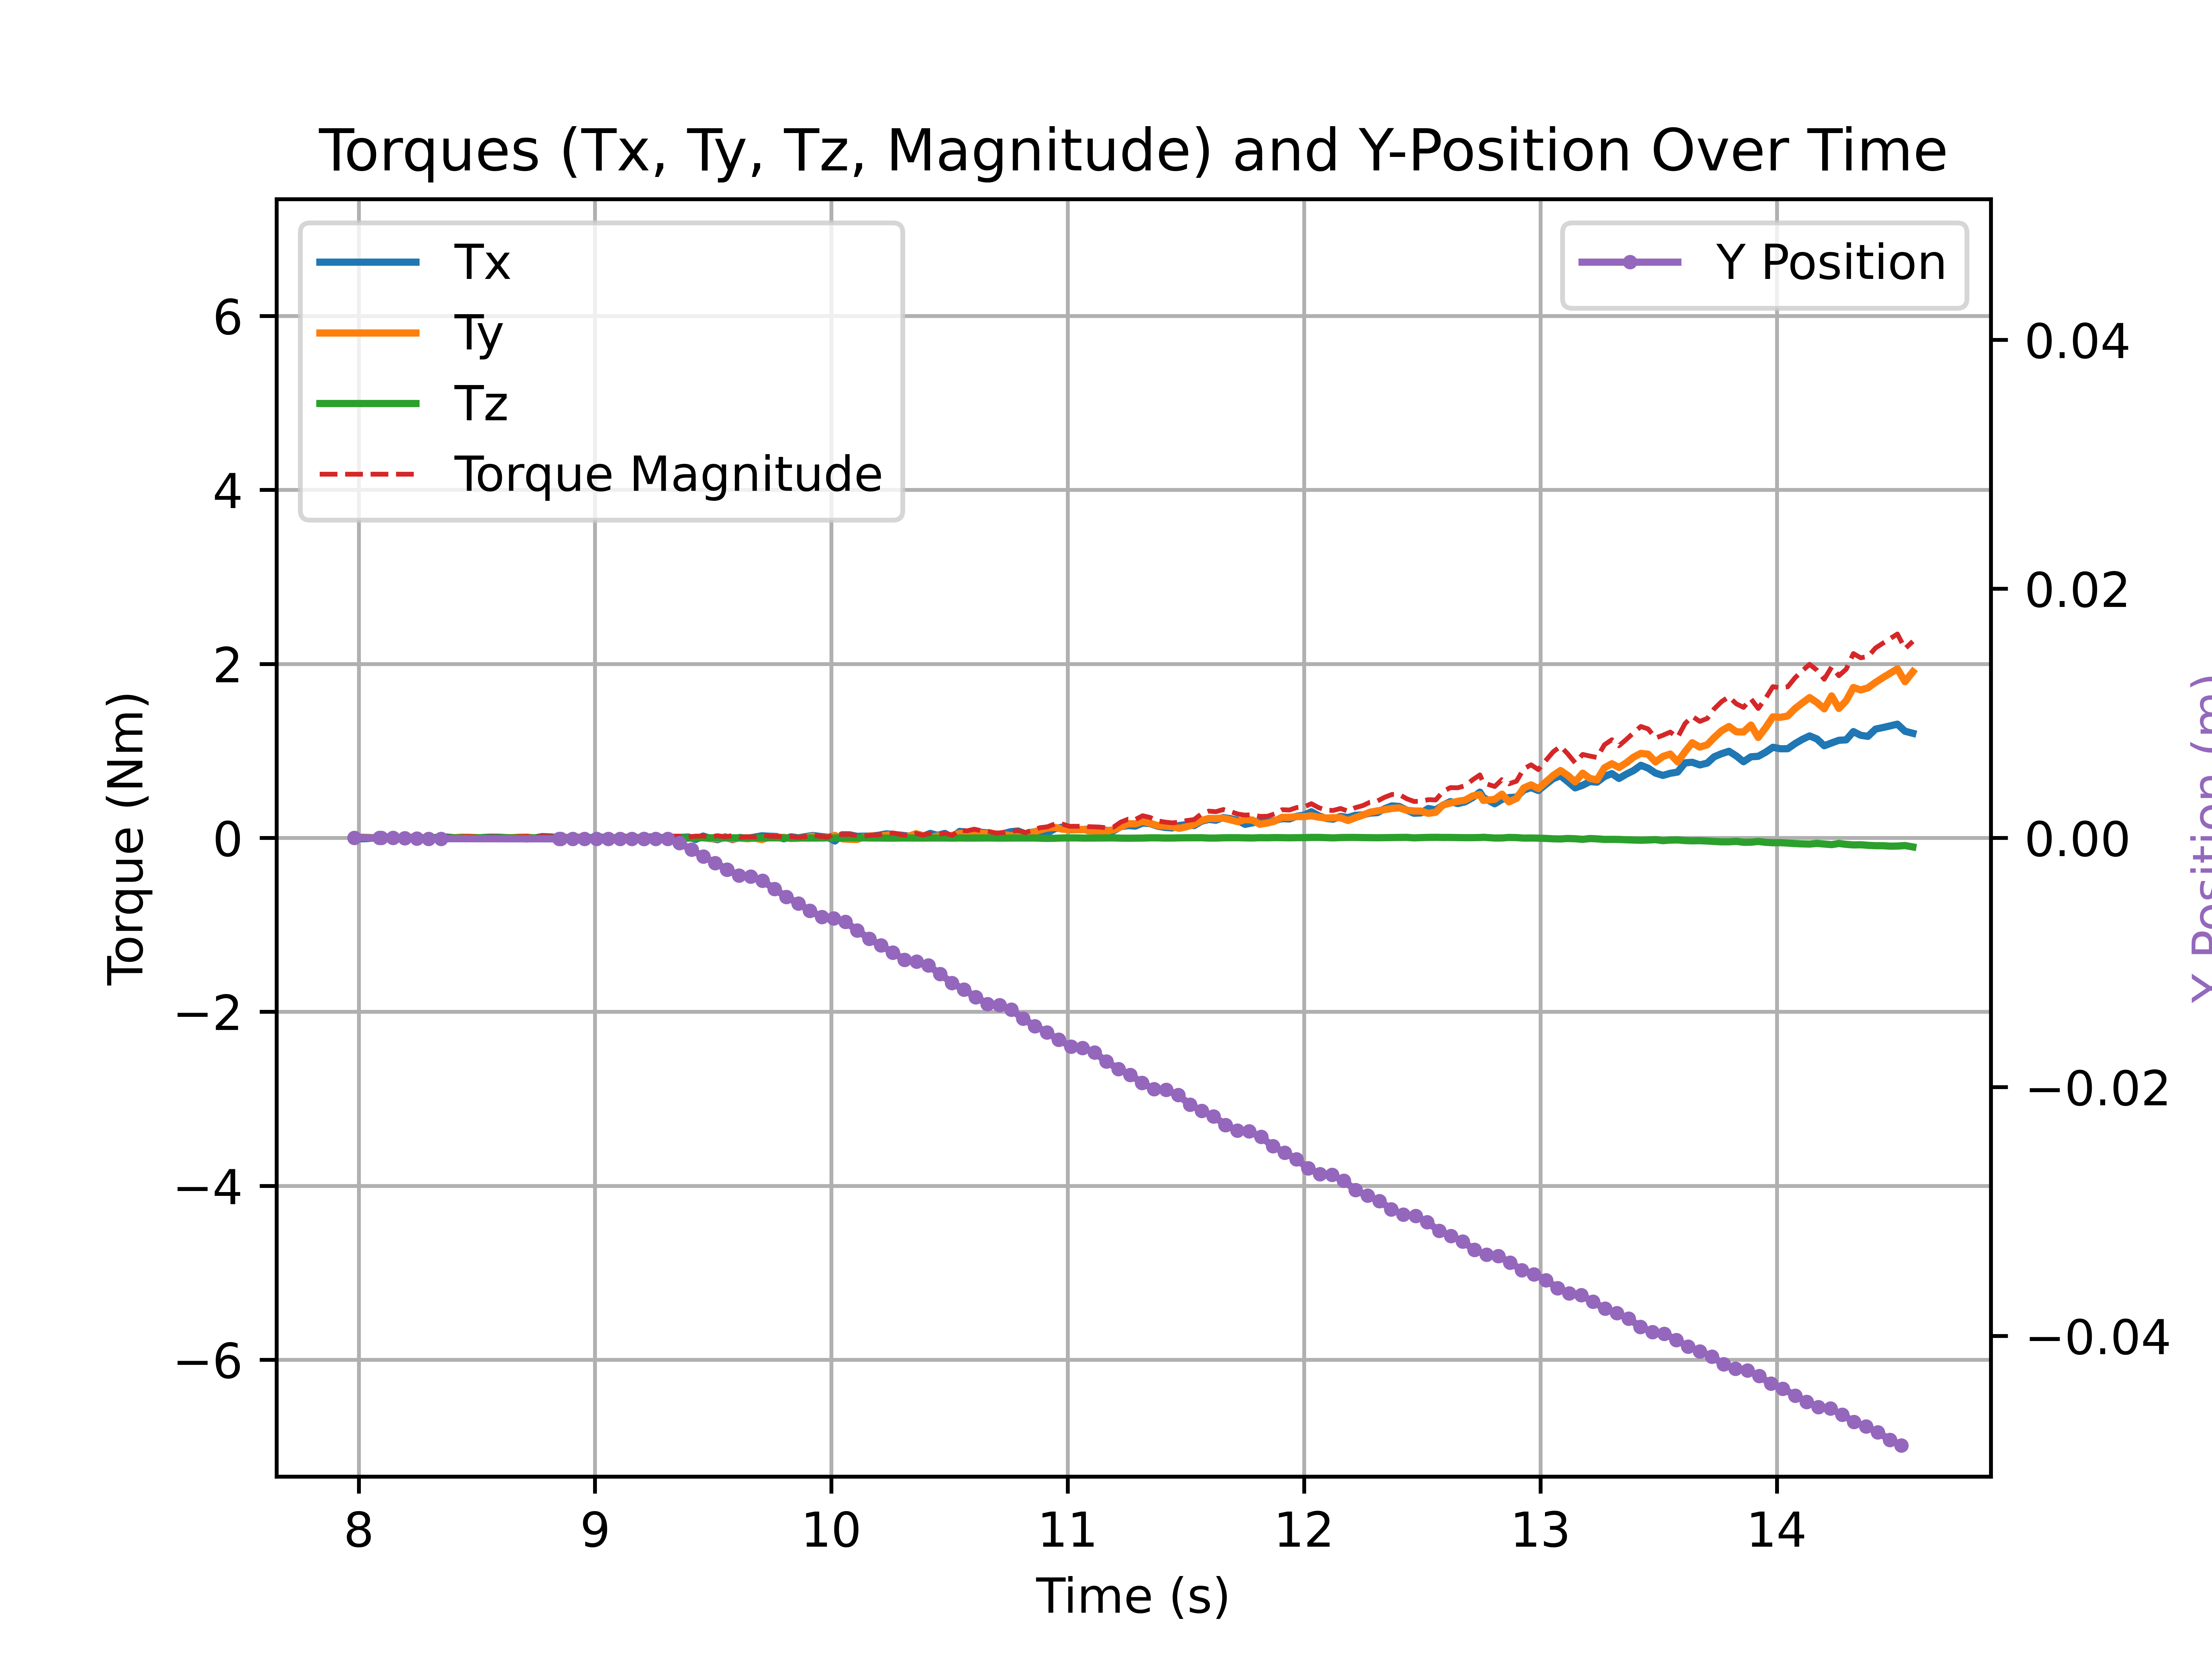 Torques (Tx, Ty, Tz, Magnitude) and Y-Position Over Time
Tx
Ty
Tz
Torque Magnitude
Y Position
6
4
2
0
−2
−4
−6
Torque (Nm)
0.04
0.02
0.00
−0.02
−0.04
Y Position (m)
8 9 10 11 12 13 14
Time (s)